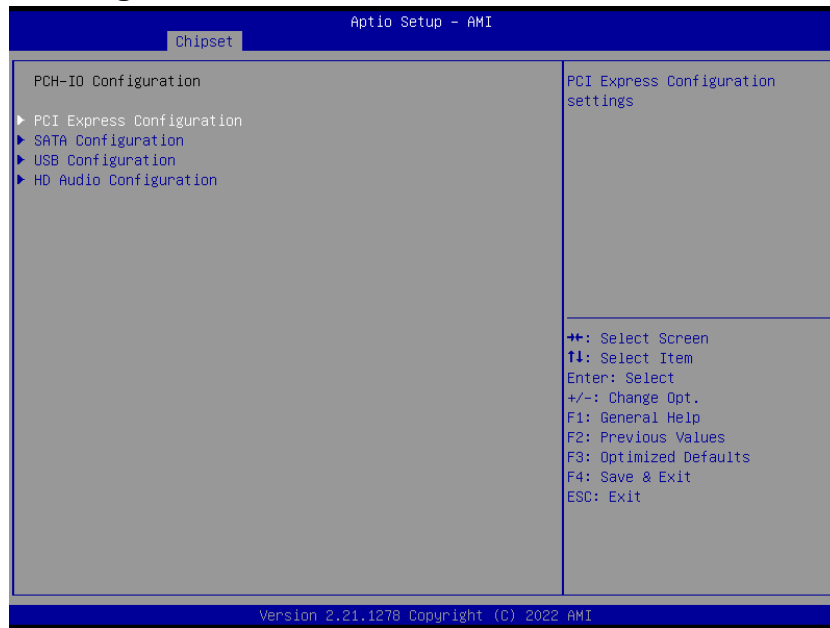 Aptio Setup – AMI
Chipset
PCH-IO Configuration
PCI Express Configuration
SATA Configuration
USB Configuration
HD Audio Configuration
PCI Express Configuration
settings
→←: Select Screen
↑↓: Select Item
Enter: Select
+/-: Change Opt.
F1: General Help
F2: Previous Values
F3: Optimized Defaults
F4: Save & Exit
ESC: Exit
Version 2.21.1278 Copyright (C) 2022 AMI